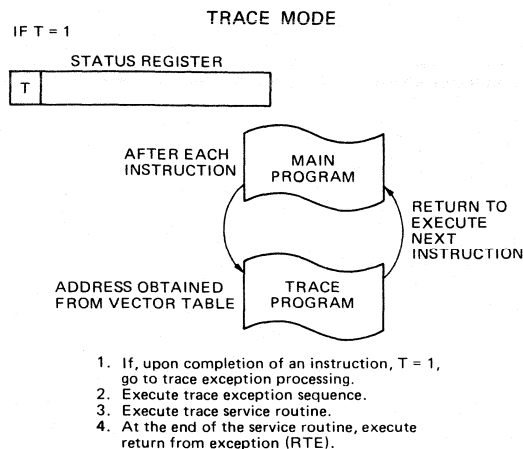 TRACE MODE
IF T = 1
STATUS REGISTER
T
AFTER EACH
INSTRUCTION
MAIN
PROGRAM
RETURN TO
EXECUTE
NEXT
INSTRUCTION
ADDRESS OBTAINED
FROM VECTOR TABLE
TRACE
PROGRAM
1. If, upon completion of an instruction, T = 1,
go to trace exception processing.
2. Execute trace exception sequence.
3. Execute trace service routine.
4. At the end of the service routine, execute
return from exception (RTE).